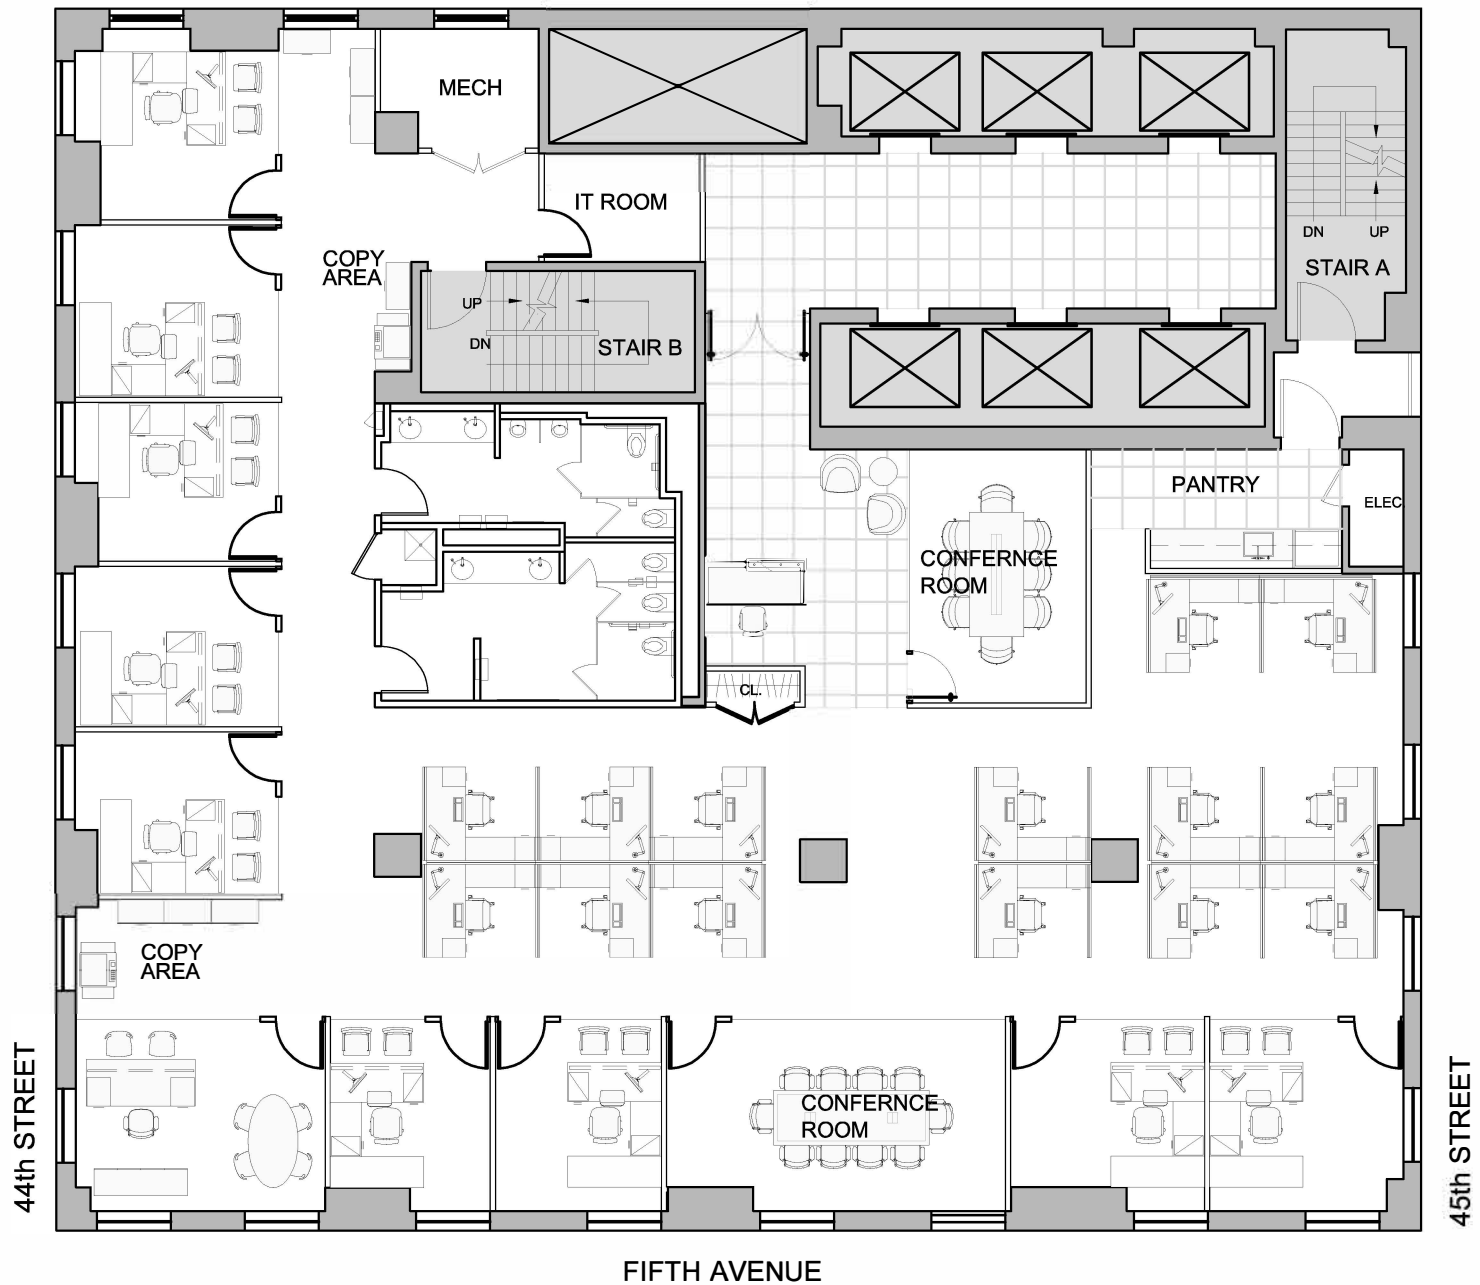 MECH
IT ROOM
COPY
AREA
UP
DN
STAIR B
DN
UP
STAIR A
PANTRY
ELEC
CONFERNCE
ROOM
CL.
COPY
AREA
CONFERNCE
ROOM
44th STREET
45th STREET
FIFTH AVENUE